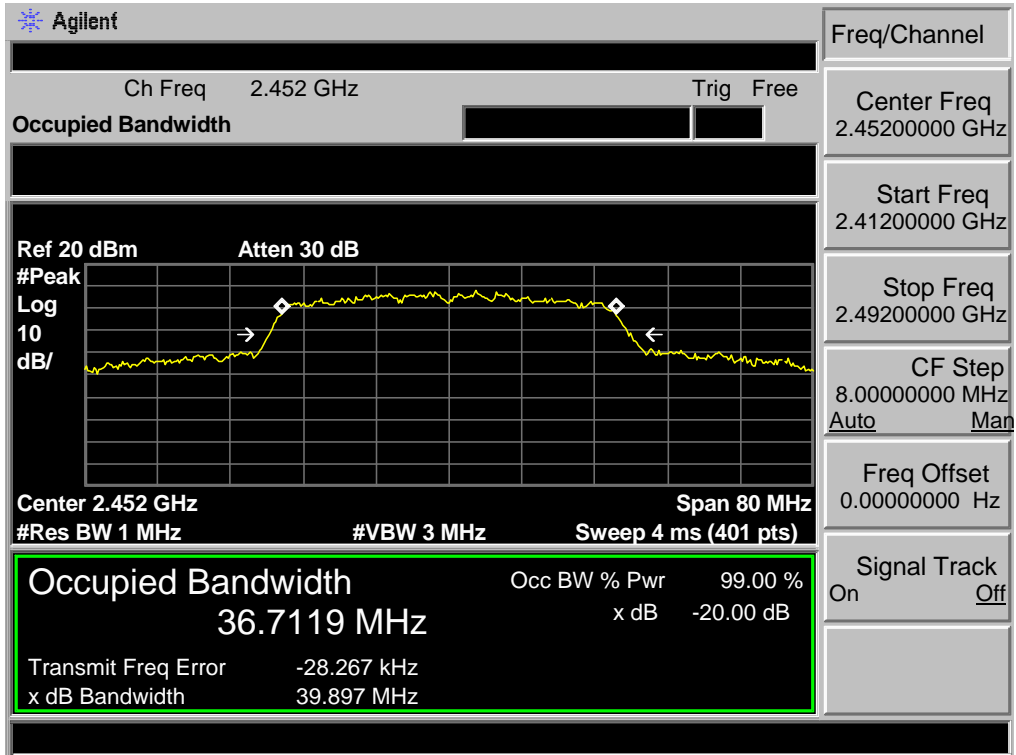 Agilent
Ch Freq 2.452 GHz Trig Free
Occupied Bandwidth
Ref 20 dBm Atten 30 dB
#Peak
Log
10
dB/
Center 2.452 GHz Span 80 MHz
#Res BW 1 MHz #VBW 3 MHz Sweep 4 ms (401 pts)
Occupied Bandwidth Occ BW % Pwr 99.00 %
36.7119 MHz x dB -20.00 dB
Transmit Freq Error -28.267 kHz
x dB Bandwidth 39.897 MHz
Freq/Channel
Center Freq
2.45200000 GHz
Start Freq
2.41200000 GHz
Stop Freq
2.49200000 GHz
CF Step
8.00000000 MHz
Auto Man
Freq Offset
0.00000000 Hz
Signal Track
On Off